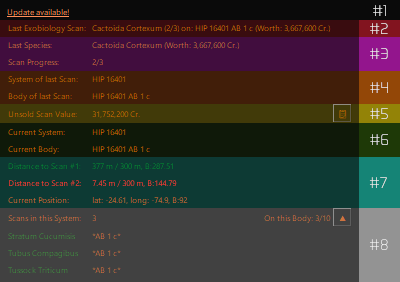 Update available! #1
Last Exobiology Scan: Cactoida Cortexum (2/3) on: HIP 16401 AB 1 c (Worth: 3,667,600 Cr.) #2
Last Species: Cactoida Cortexum (Worth: 3,667,600 Cr.)
#3
Scan Progress: 2/3
System of last Scan: HIP 16401
#4
Body of last Scan: HIP 16401 AB 1 c
Unsold Scan Value: 31,752,200 Cr. #5
Current System: HIP 16401
#6
Current Body: HIP 16401 AB 1 c
Distance to Scan #1: 377 m / 300 m, B:287.51
Distance to Scan #2: 7.45 m / 300 m, B:144.79 #7
Current Position: lat: -24.61, long: -74.9, B:92
Scans in this System: 3 On this Body: 3/10 ▲
Stratum Cucumisis *AB 1 c*
#8
Tubus Compagibus *AB 1 c*
Tussock Triticum *AB 1 c*